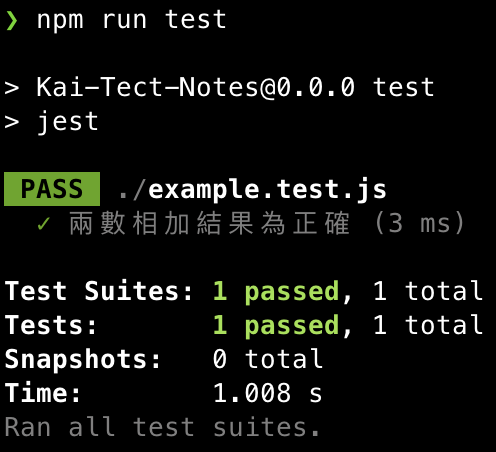 ❯ npm run test
> Kai-Tect-Notes@0.0.0 test
> jest
PASS ./example.test.js
✓ 兩數相加結果為正確 (3 ms)
Test Suites: 1 passed, 1 total
Tests: 1 passed, 1 total
Snapshots: 0 total
Time: 1.008 s
Ran all test suites.